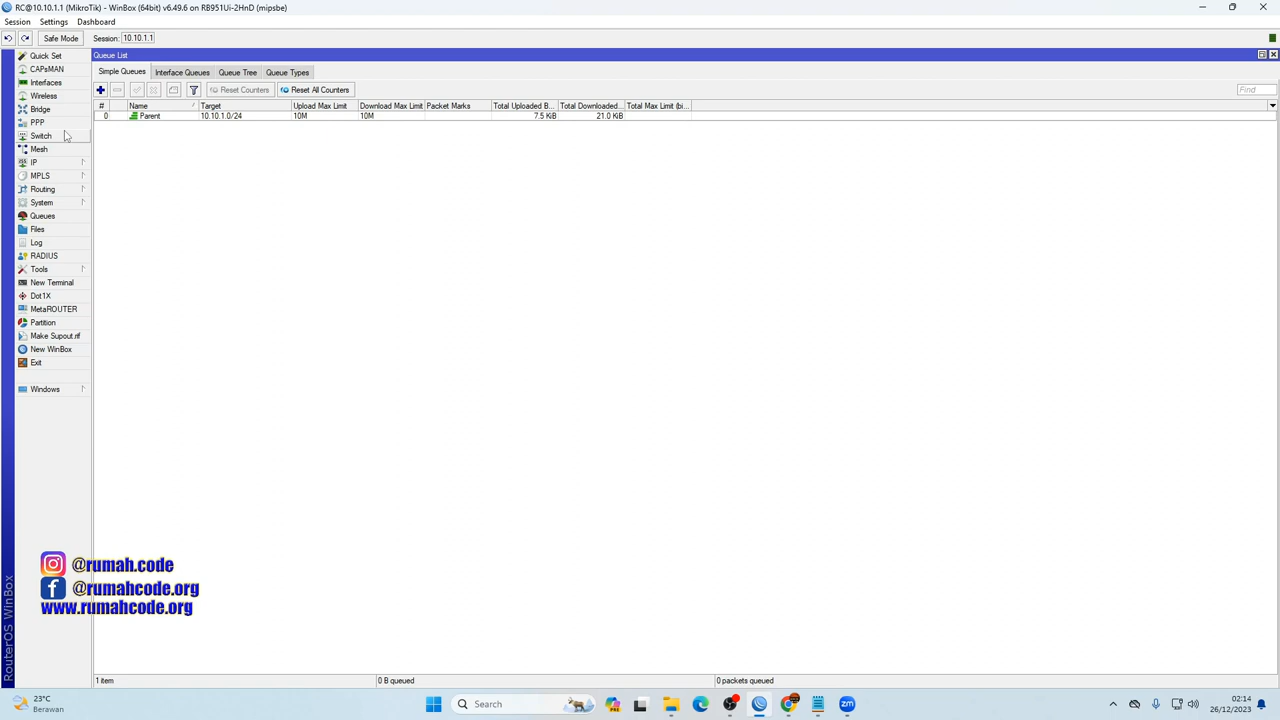 RC@10.10.1.1 (MikroTik) - WinBox (64bit) v6.49.6 on RB951Ui-2HnD (mipsbe)
Session Settings Dashboard
Safe Mode Session: 10.10.1.1
Quick Set
CAPsMAN
Interfaces
Wireless
Bridge
PPP
Switch
Mesh
IP
MPLS
Routing
System
Queues
Files
Log
RADIUS
Tools
New Terminal
Dot1X
MetaROUTER
Partition
Make Supout.rif
New WinBox
Exit
Windows
RouterOS WinBox
Queue List
Simple Queues Interface Queues Queue Tree Queue Types
Reset Counters Reset All Counters Find
# Name Target Upload Max Limit Download Max Limit Packet Marks Total Uploaded B... Total Downloaded... Total Max Limit (bi...
0 Parent 10.10.1.0/24 10M 10M 7.5 KiB 21.0 KiB
@rumah.code
@rumahcode.org
www.rumahcode.org
1 item 0 B queued 0 packets queued
23°C
Berawan
Search
zm
02:14
26/12/2023